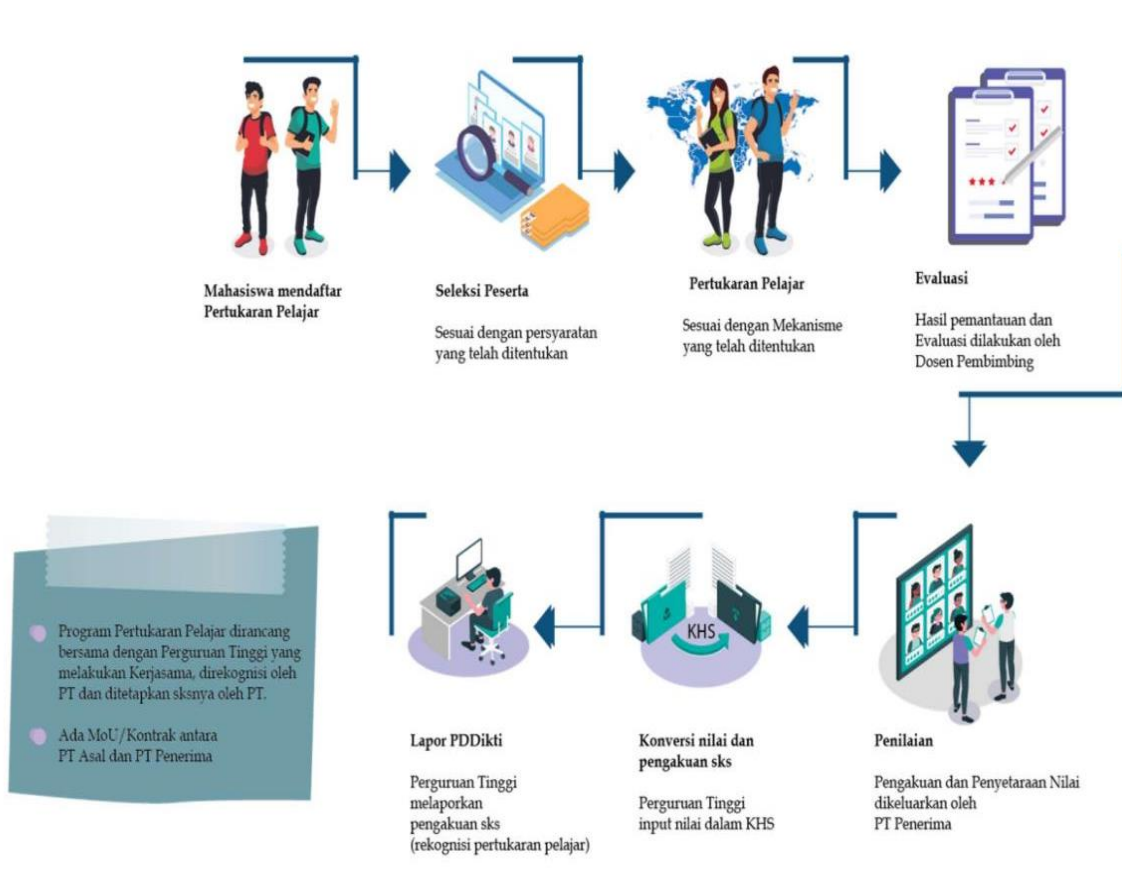 Mahasiswa mendaftar
Pertukaran Pelajar
Seleksi Peserta
Sesuai dengan persyaratan
yang telah ditentukan
Pertukaran Pelajar
Sesuai dengan Mekanisme
yang telah ditentukan
Evaluasi
Hasil pemantauan dan
Evaluasi dilakukan oleh
Dosen Pembimbing
Penilaian
Pengakuan dan Penyetaraan Nilai
dikeluarkan oleh
PT Penerima
KHS
Konversi nilai dan
pengakuan sks
Perguruan Tinggi
input nilai dalam KHS
Lapor PDDikti
Perguruan Tinggi
melaporkan
pengakuan sks
(rekognisi pertukaran pelajar)
Program Pertukaran Pelajar dirancang
bersama dengan Perguruan Tinggi yang
melakukan Kerjasama, direkognisi oleh
PT dan ditetapkan sksnya oleh PT.
Ada MoU/Kontrak antara
PT Asal dan PT Penerima